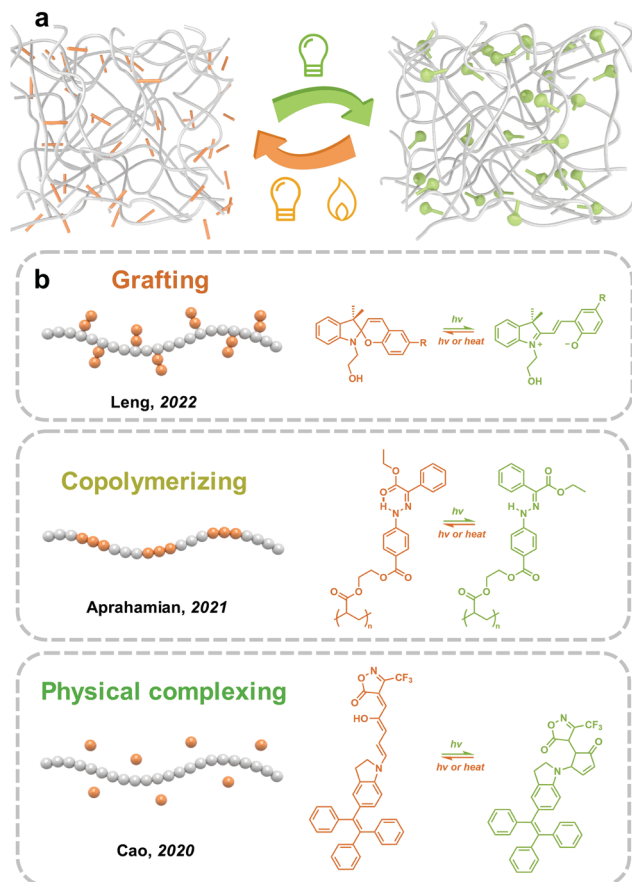 a
b
Grafting
Leng, 2022
N
O
R
OH
hv
hv or heat
R
N+
O
−
OH
Copolymerizing
Aprahamian, 2021
O
O
H
N
N
O
O
O
O
n
hv
hv or heat
O
O
H
N
N
O
O
O
O
n
Physical complexing
Cao, 2020
O
N
O
CF3
HO
N
hv
hv or heat
O
N
O
CF3
O
N